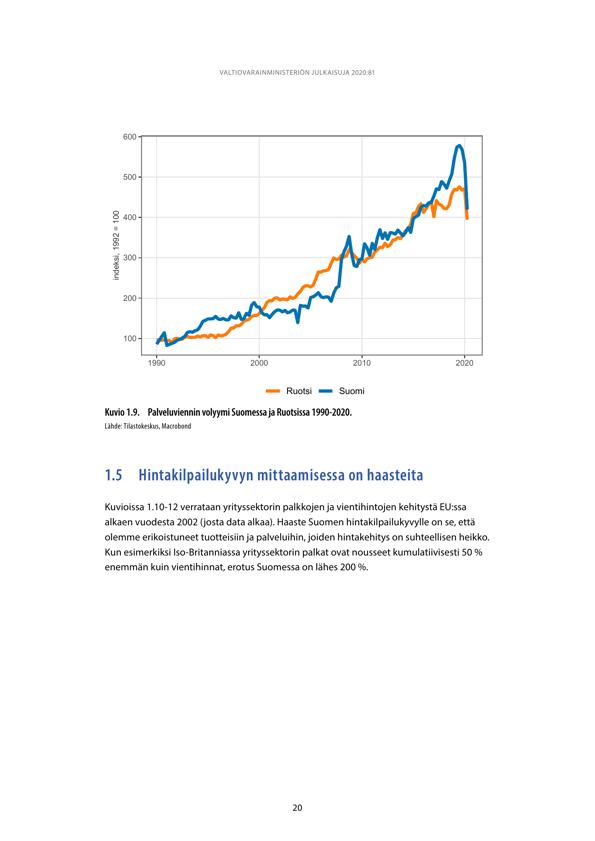 VALTIOVARAINMINISTERIÖN JULKAISUJA 2020:81
600
500
400
300
200
100
indeksi, 1992 = 100
1990
2000
2010
2020
Ruotsi
Suomi
Kuvio 1.9. Palveluviennin volyymi Suomessa ja Ruotsissa 1990-2020.
Lähde: Tilastokeskus, Macrobond
1.5 Hintakilpailukyvyn mittaamisessa on haasteita
Kuvioissa 1.10-12 verrataan yrityssektorin palkkojen ja vientihintojen kehitystä EU:ssa
alkaen vuodesta 2002 (josta data alkaa). Haaste Suomen hintakilpailukyvylle on se, että
olemme erikoistuneet tuotteisiin ja palveluihin, joiden hintakehitys on suhteellisen heikko.
Kun esimerkiksi Iso-Britanniassa yrityssektorin palkat ovat nousseet kumulatiivisesti 50 %
enemmän kuin vientihinnat, erotus Suomessa on lähes 200 %.
20